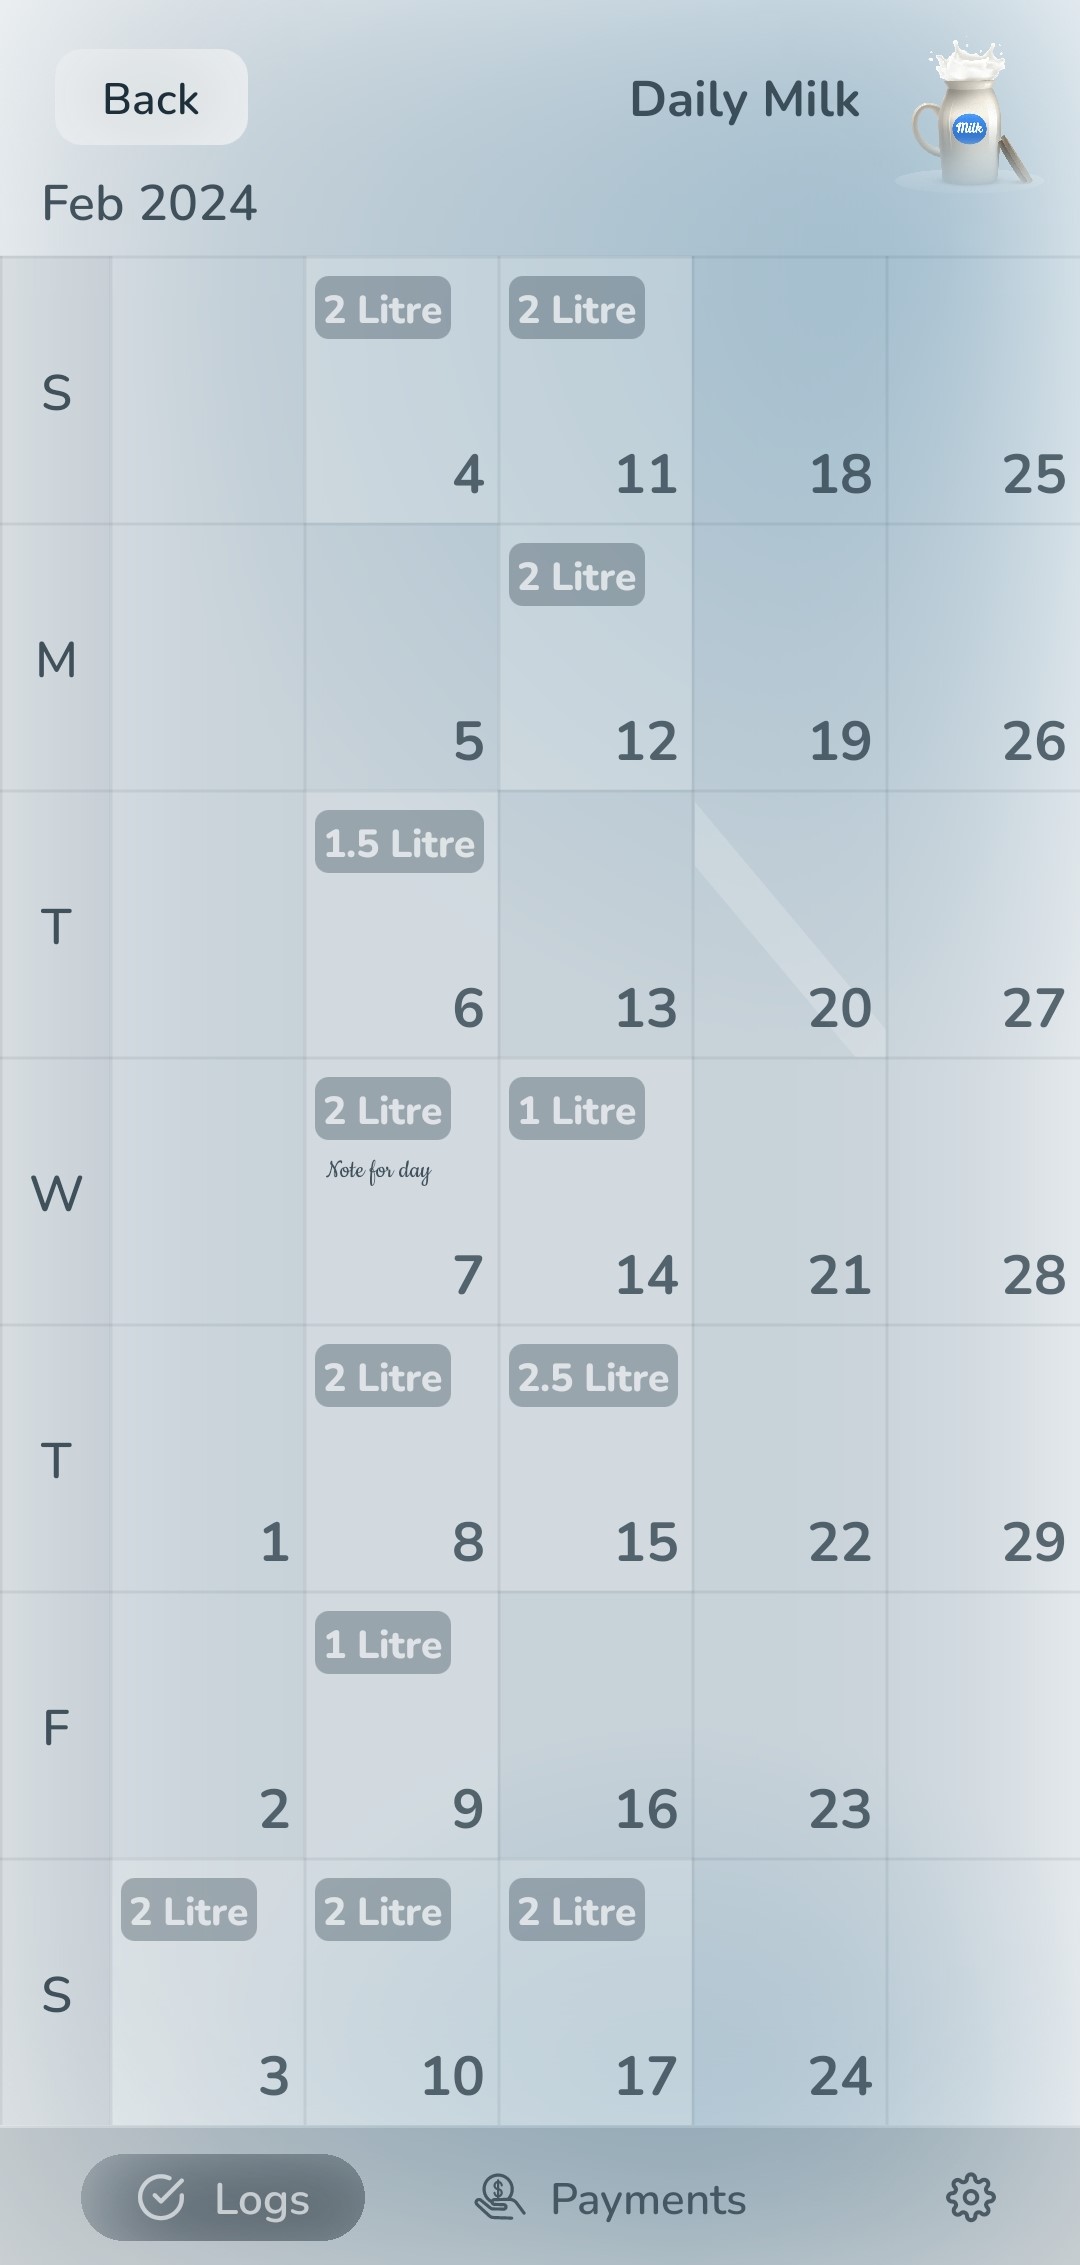 Back
Daily Milk
Milk
Feb 2024
S
2 Litre
2 Litre
4
11
18
25
M
2 Litre
5
12
19
26
T
1.5 Litre
6
13
20
27
W
2 Litre
1 Litre
Note for day
7
14
21
28
T
2 Litre
2.5 Litre
1
8
15
22
29
F
1 Litre
2
9
16
23
S
2 Litre
2 Litre
2 Litre
3
10
17
24
Logs
Payments